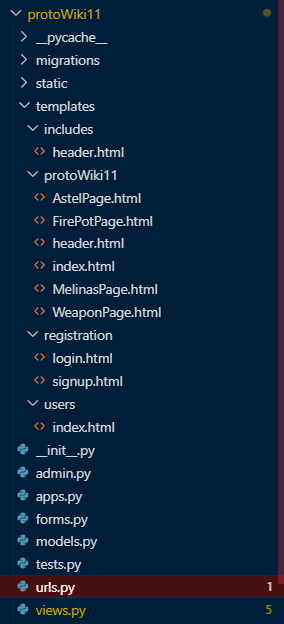 protoWiki11
__pycache__
migrations
static
templates
includes
header.html
protoWiki11
AstelPage.html
FirePotPage.html
header.html
index.html
MelinasPage.html
WeaponPage.html
registration
login.html
signup.html
users
index.html
__init__.py
admin.py
apps.py
forms.py
models.py
tests.py
urls.py 1
views.py 5